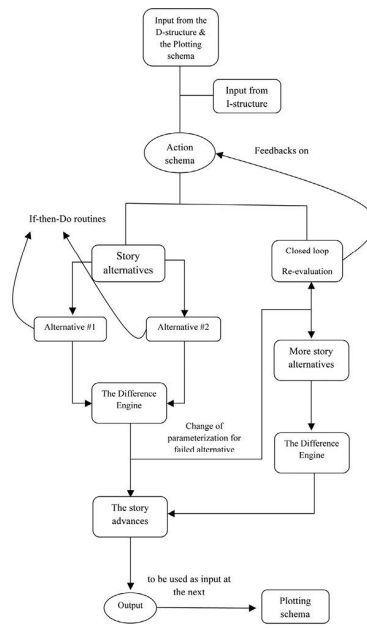 Input from the
D-structure &
the Plotting
schema
Input from
I-structure
Action
schema
Feedbacks on
If-then-Do routines
Story
alternatives
Closed loop
Re-evaluation
Alternative #1
Alternative #2
More story
alternatives
The Difference
Engine
Change of
parameterization for
failed alternative
The Difference
Engine
The story
advances
to be used as input at
the next
Output
Plotting
schema